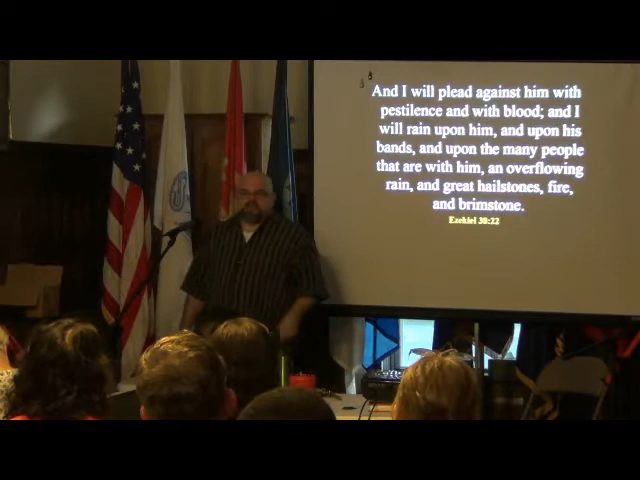 And I will plead against him with
pestilence and with blood; and I
will rain upon him, and upon his
bands, and upon the many people
that are with him, an overflowing
rain, and great hailstones, fire,
and brimstone.
Ezekiel 38:22